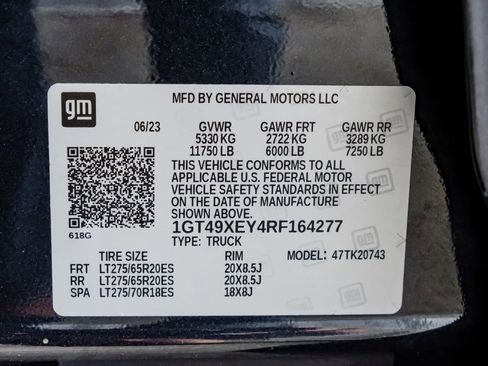 gm
MFD BY GENERAL MOTORS LLC
06/23 GVWR GAWR FRT GAWR RR
5330 KG 2722 KG 3289 KG
11750 LB 6000 LB 7250 LB
THIS VEHICLE CONFORMS TO ALL
APPLICABLE U.S. FEDERAL MOTOR
VEHICLE SAFETY STANDARDS IN EFFECT
ON THE DATE OF MANUFACTURE
SHOWN ABOVE.
618G
1GT49XEY4RF164277
TYPE: TRUCK
TIRE SIZE RIM MODEL: 47TK20743
FRT LT275/65R20ES 20X8.5J
RR LT275/65R20ES 20X8.5J
SPA LT275/70R18ES 18X8J